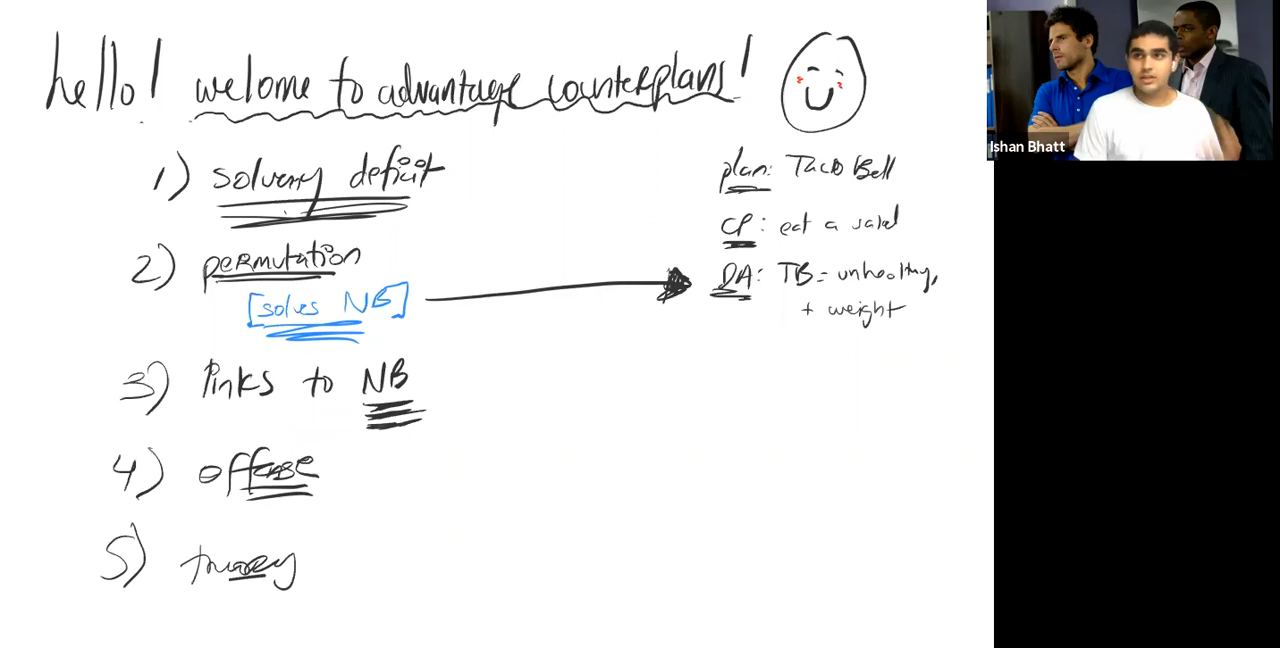 hello! welcome to advantage counterplans!
1) solvency deficit
2) permutation
[solves NB]
3) links to NB
4) offense
5) theory
plan: Taco Bell
CP: eat a salad
DA: TB = unhealthy,
+ weight
Ishan Bhatt